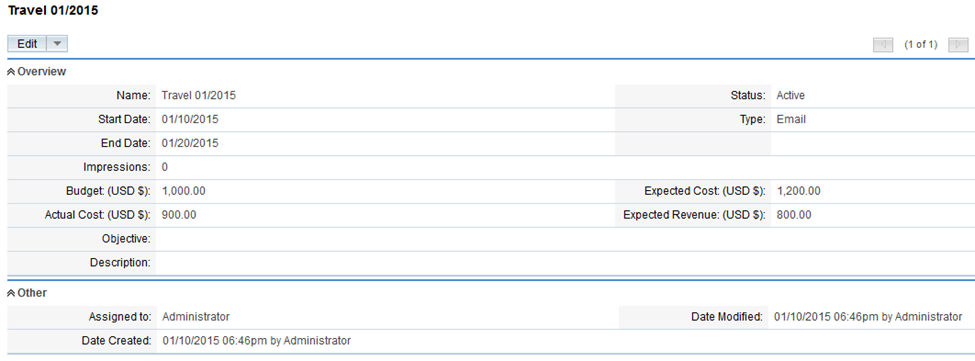 Travel 01/2015
Edit
(1 of 1)
Overview
Name: Travel 01/2015 Status: Active
Start Date: 01/10/2015 Type: Email
End Date: 01/20/2015
Impressions: 0
Budget: (USD $): 1,000.00 Expected Cost: (USD $): 1,200.00
Actual Cost: (USD $): 900.00 Expected Revenue: (USD $): 800.00
Objective:
Description:
Other
Assigned to: Administrator Date Modified: 01/10/2015 06:46pm by Administrator
Date Created: 01/10/2015 06:46pm by Administrator